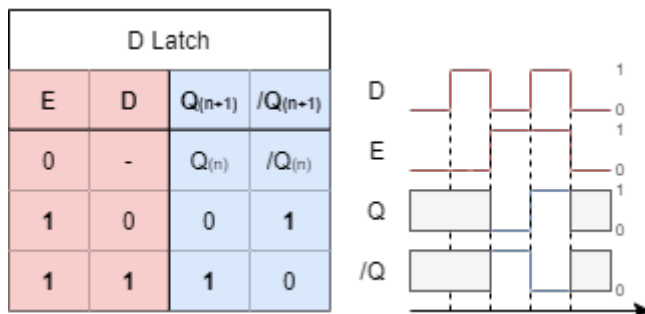 D Latch
E D Q(n+1) /Q(n+1)
0 - Q(n) /Q(n)
1 0 0 1
1 1 1 0
D 1
0
E 1
0
Q 1
0
/Q
0